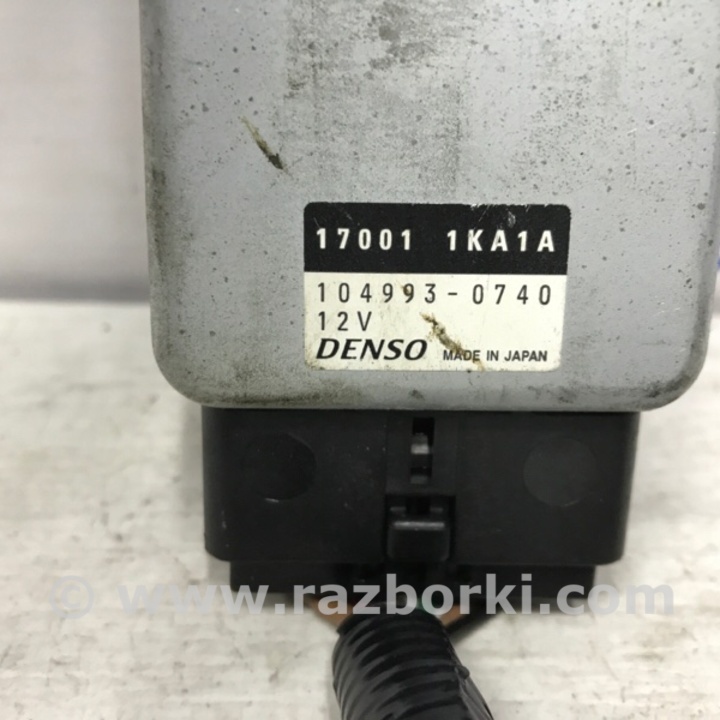 17001 1KA1A
104993-0740
12V
DENSO MADE IN JAPAN
© www.razborki.com